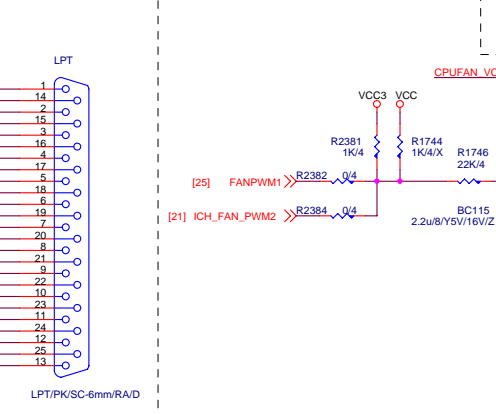 LPT
1
14
2
15
3
16
4
17
5
18
6
19
7
20
8
21
9
22
10
23
11
24
12
25
13
LPT/PK/SC-6mm/RA/D
CPUFAN_VC
VCC3 VCC
R2381
1K/4
R1744
1K/4/X
R1746
22K/4
[25] FANPWM1 R2382 0/4
[21] ICH_FAN_PWM2 R2384 0/4
BC115
2.2u/8/Y5V/16V/Z